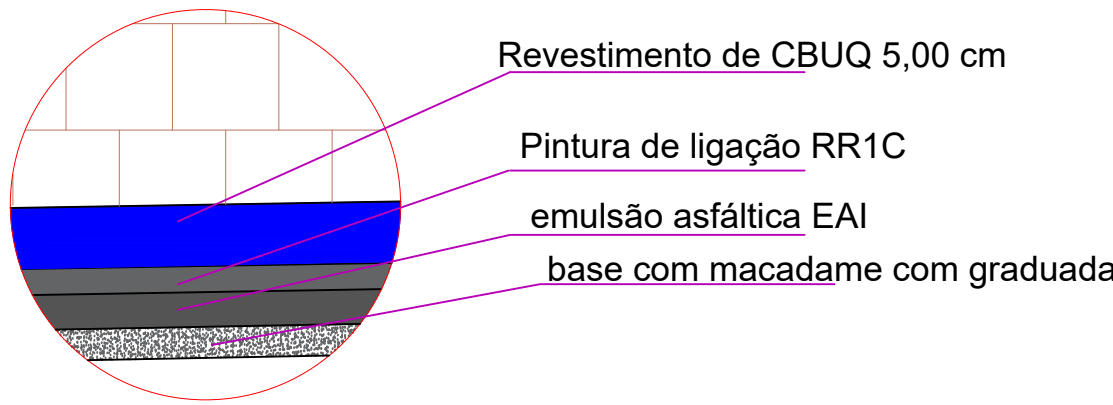 Revestimento de CBUQ 5,00 cm
Pintura de ligação RR1C
emulsão asfáltica EAI
base com macadame com graduada